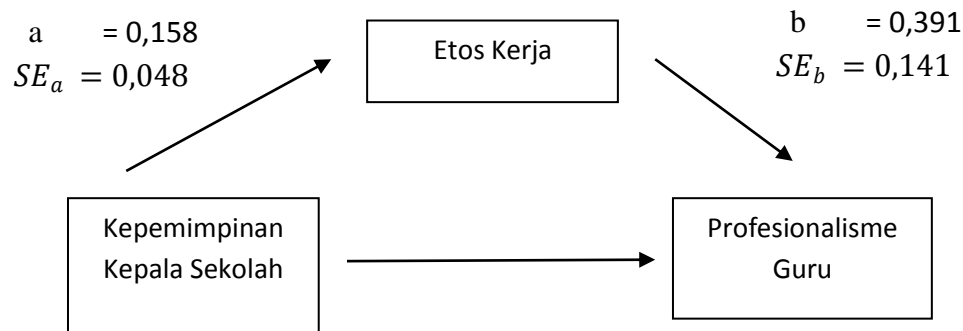 a = 0,158
SE_a = 0,048
Etos Kerja
b = 0,391
SE_b = 0,141
Kepemimpinan
Kepala Sekolah
Profesionalisme
Guru